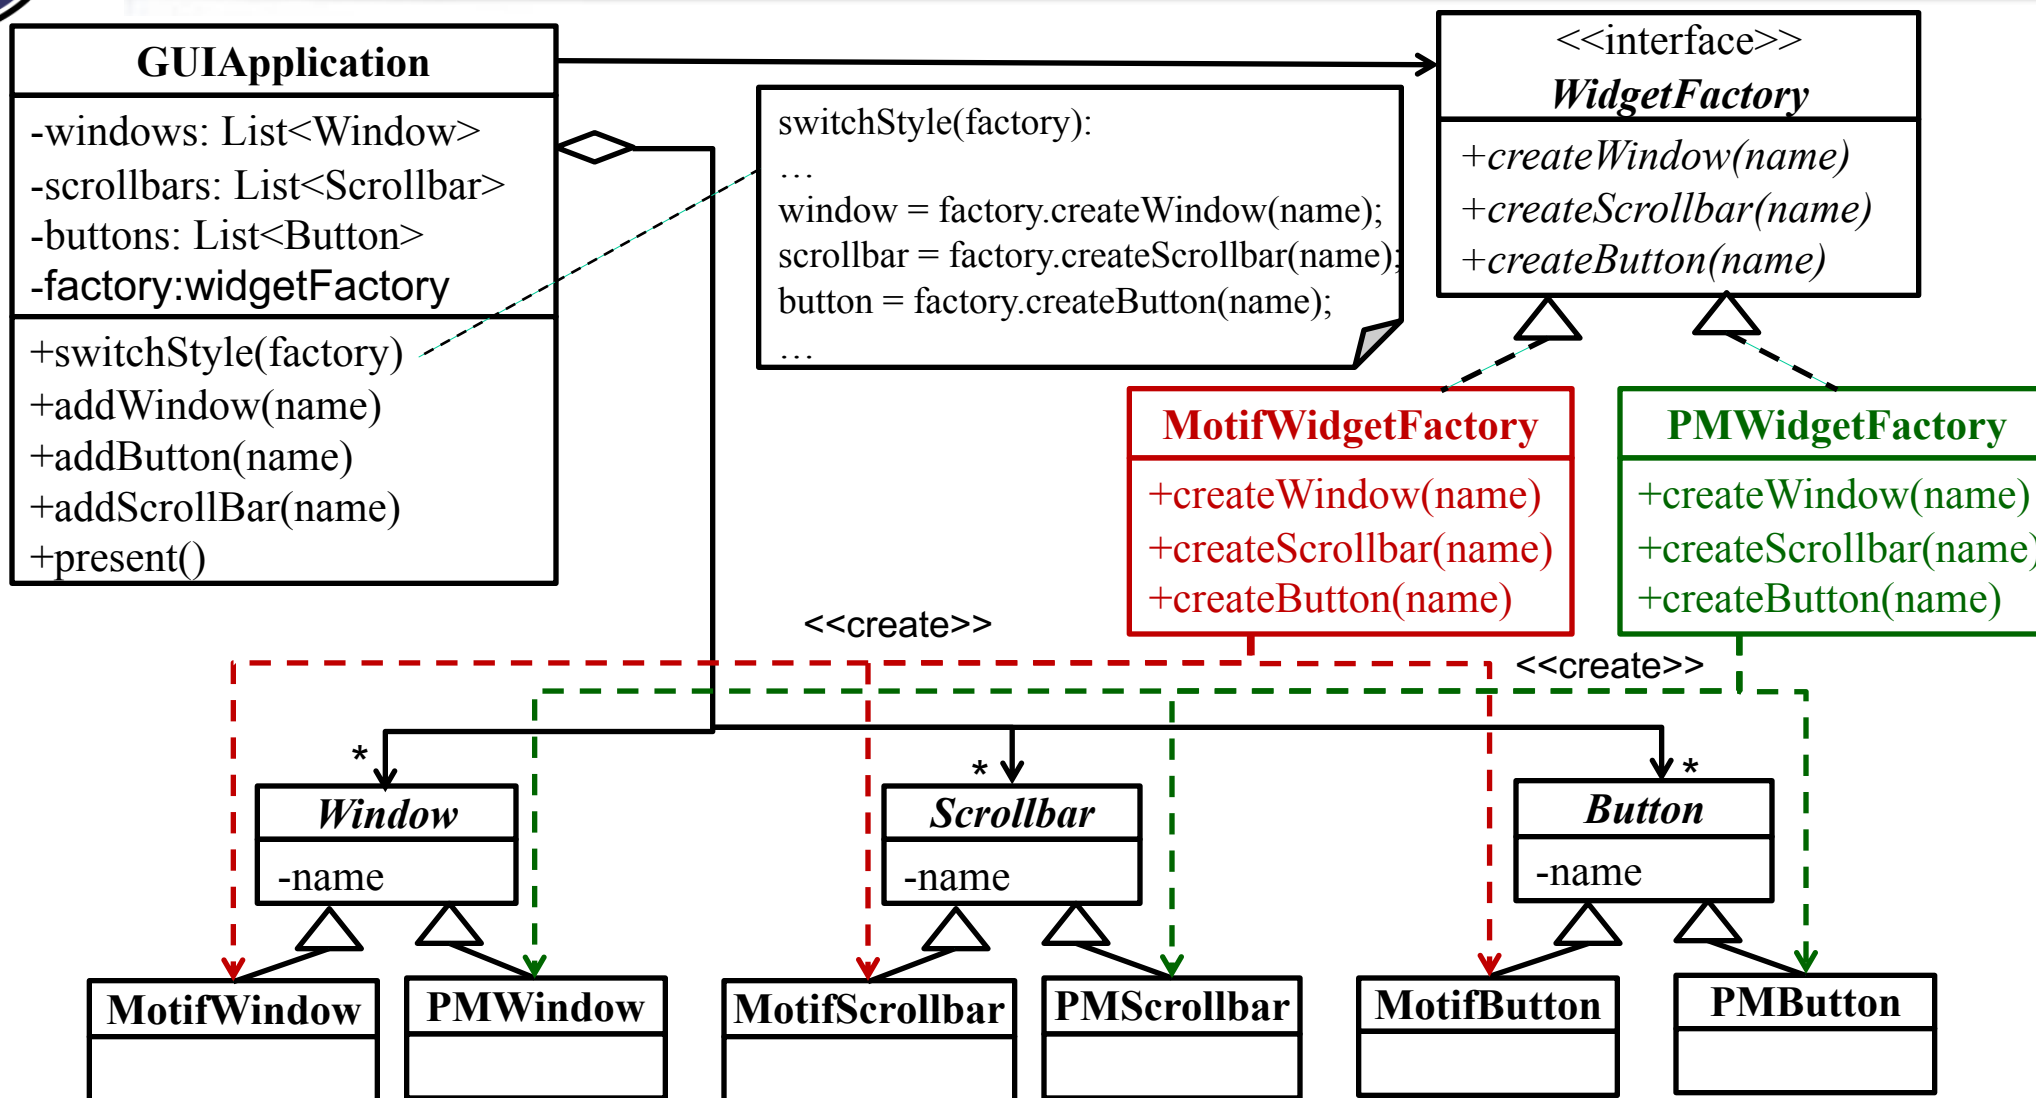 GUIApplication
-windows: List<Window>
-scrollbars: List<Scrollbar>
-buttons: List<Button>
-factory:widgetFactory
+switchStyle(factory)
+addWindow(name)
+addButton(name)
+addScrollBar(name)
+present()
switchStyle(factory):
…
window = factory.createWindow(name);
scrollbar = factory.createScrollbar(name);
button = factory.createButton(name);
…
<<interface>>
WidgetFactory
+createWindow(name)
+createScrollbar(name)
+createButton(name)
MotifWidgetFactory
+createWindow(name)
+createScrollbar(name)
+createButton(name)
PMWidgetFactory
+createWindow(name)
+createScrollbar(name)
+createButton(name)
<<create>>
<<create>>
*
Window
-name
*
Scrollbar
-name
*
Button
-name
MotifWindow
PMWindow
MotifScrollbar
PMScrollbar
MotifButton
PMButton